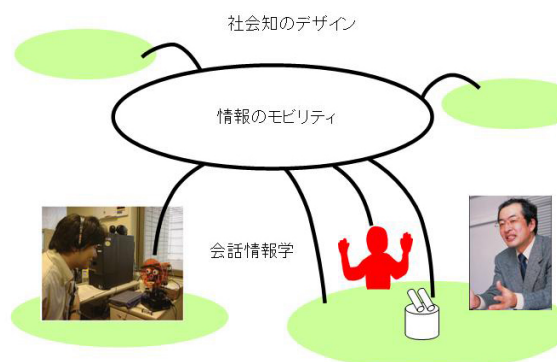 社会知のデザイン
情報のモビリティ
会話情報学